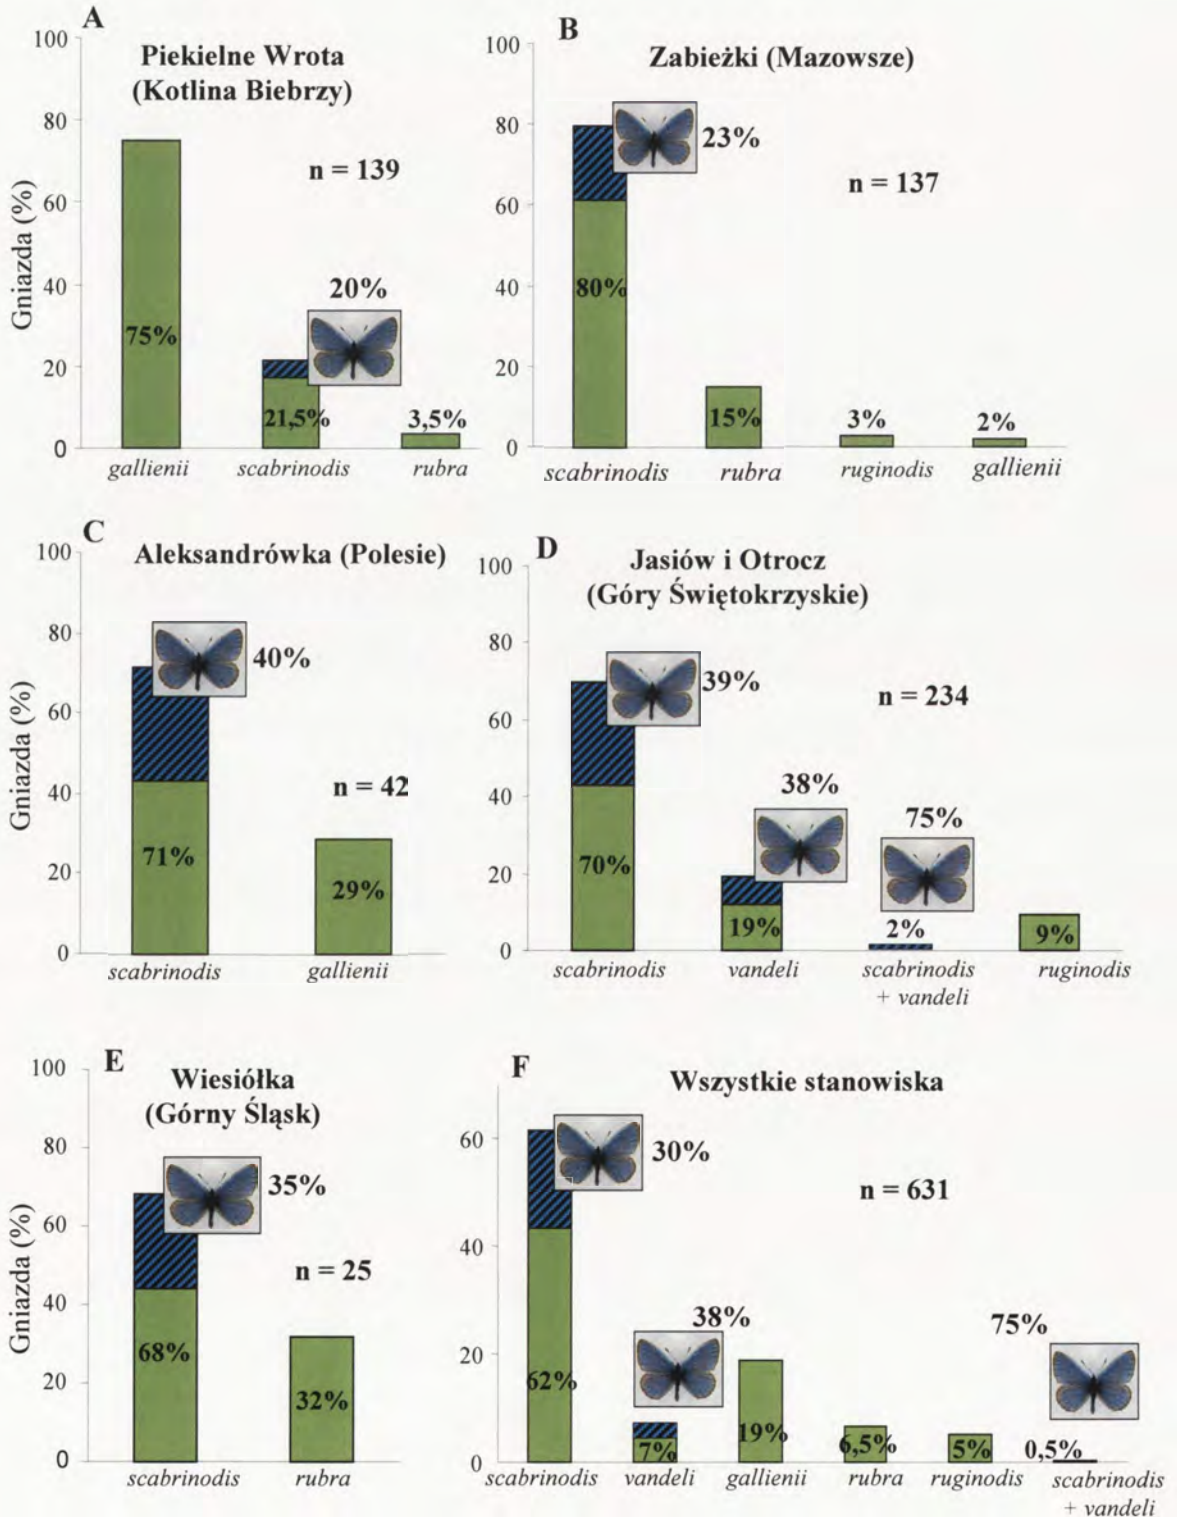 A
Piekielne Wrota
(Kotlina Biebrzy)
n = 139
Gniazda (%)
100
80
60
40
20
0
75%
20%
21,5%
3,5%
gallienii
scabrinodis
rubra
B
Zabieżki (Mazowsze)
n = 137
100
80
60
40
20
0
23%
80%
15%
3%
2%
scabrinodis
rubra
ruginodis
gallienii
C
Aleksandrówka (Polesie)
n = 42
Gniazda (%)
100
80
60
40
20
0
40%
71%
29%
scabrinodis
gallienii
D
Jasiów i Otrocz
(Góry Świętokrzyskie)
n = 234
100
80
60
40
20
0
39%
38%
75%
70%
19%
2%
9%
scabrinodis
vandeli
scabrinodis
+ vandeli
ruginodis
E
Wiesiółka
(Górny Śląsk)
n = 25
Gniazda (%)
100
80
60
40
20
0
35%
68%
32%
scabrinodis
rubra
F
Wszystkie stanowiska
n = 631
60
40
20
0
30%
38%
75%
62%
7%
19%
6,5%
5%
0,5%
scabrinodis
vandeli
gallienii
rubra
ruginodis
scabrinodis
+ vandeli